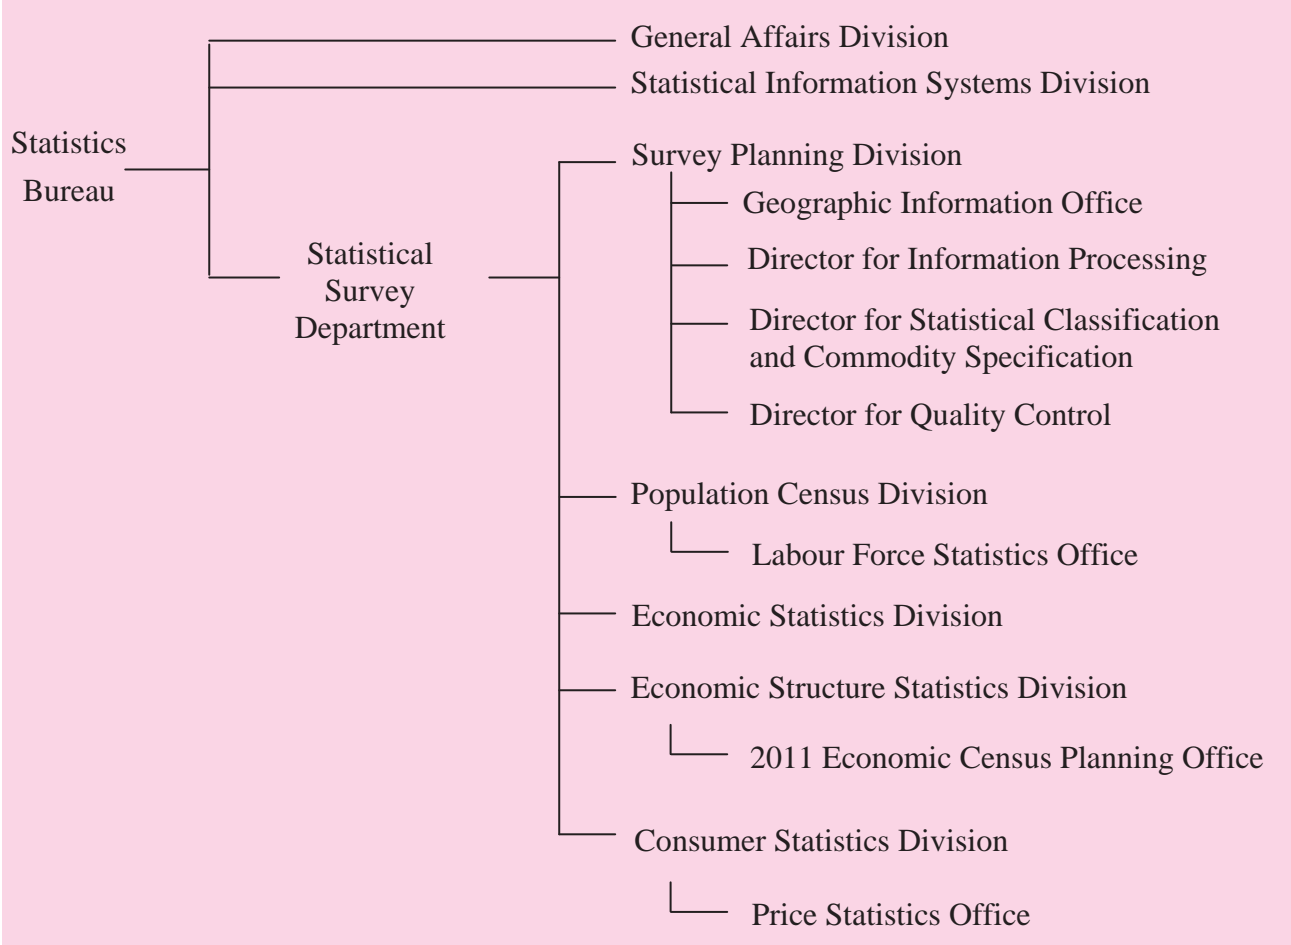 General Affairs Division
Statistical Information Systems Division
Statistics
Bureau
Survey Planning Division
Geographic Information Office
Statistical
Survey
Department
Director for Information Processing
Director for Statistical Classification
and Commodity Specification
Director for Quality Control
Population Census Division
Labour Force Statistics Office
Economic Statistics Division
Economic Structure Statistics Division
2011 Economic Census Planning Office
Consumer Statistics Division
Price Statistics Office